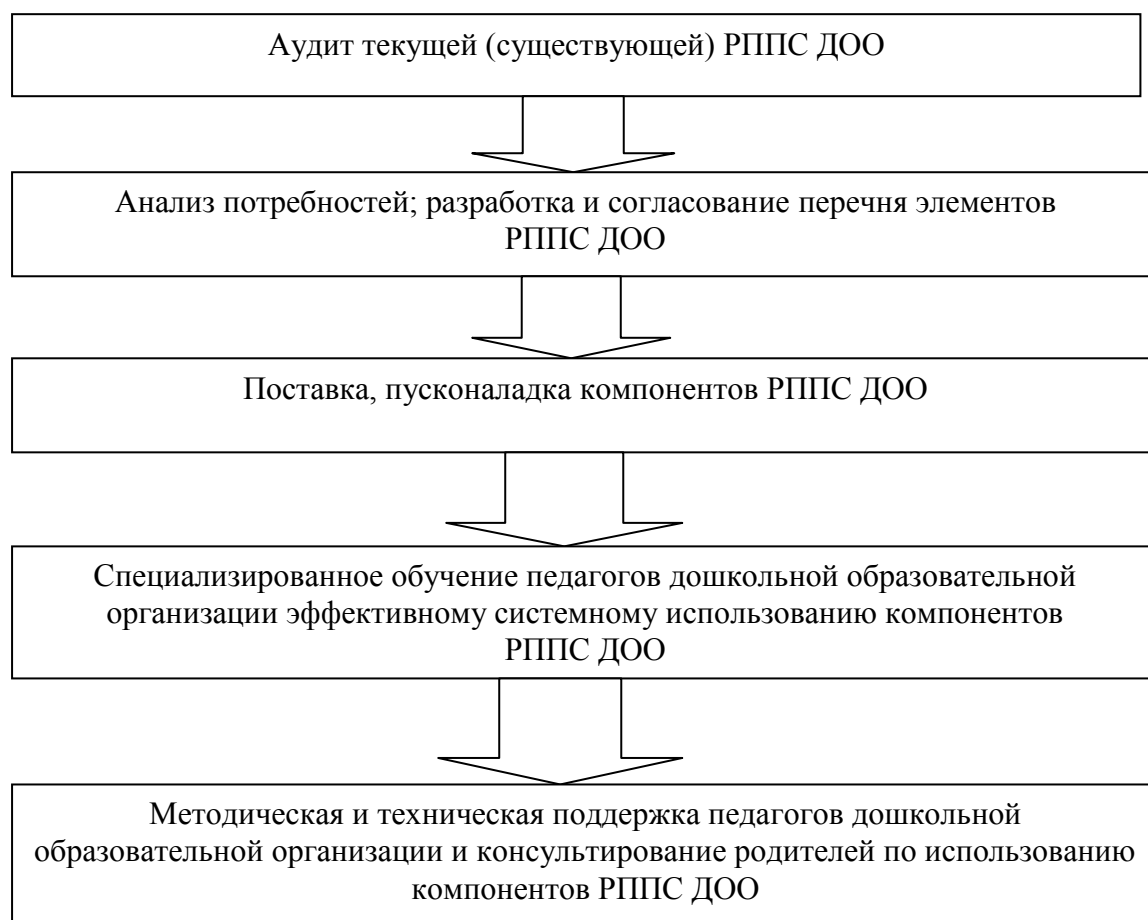 Аудит текущей (существующей) РППС ДОО
Анализ потребностей; разработка и согласование перечня элементов
РППС ДОО
Поставка, пусконаладка компонентов РППС ДОО
Специализированное обучение педагогов дошкольной образовательной
организации эффективному системному использованию компонентов
РППС ДОО
Методическая и техническая поддержка педагогов дошкольной
образовательной организации и консультирование родителей по использованию
компонентов РППС ДОО